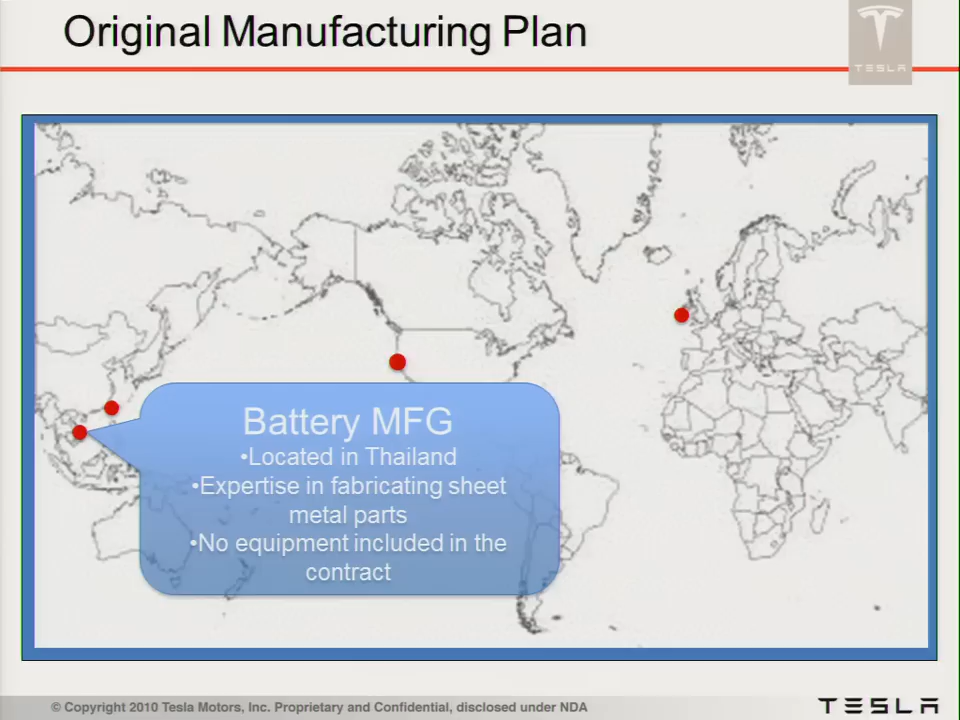 Original Manufacturing Plan
TESLA
Battery MFG
•Located in Thailand
•Expertise in fabricating sheet
metal parts
•No equipment included in the
contract
© Copyright 2010 Tesla Motors, Inc. Proprietary and Confidential, disclosed under NDA
TESLA